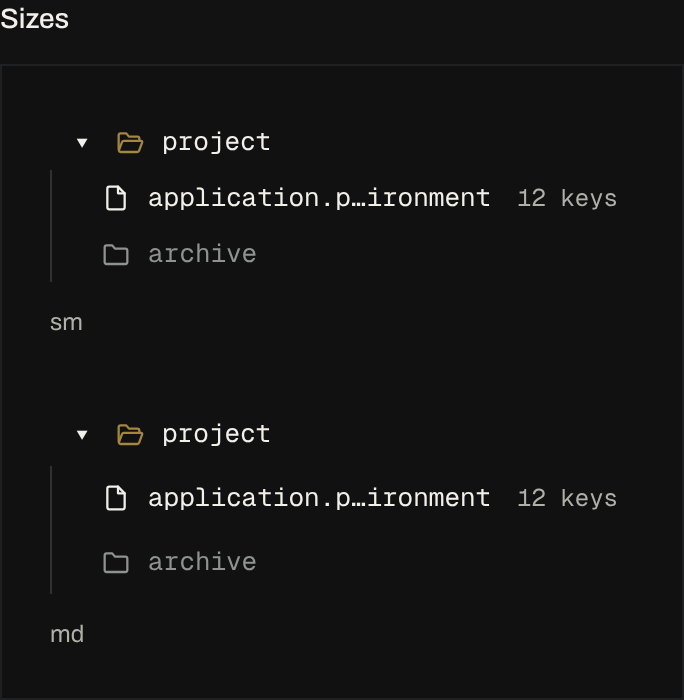 Sizes
project
application.p…ironment 12 keys
archive
sm
project
application.p…ironment 12 keys
archive
md